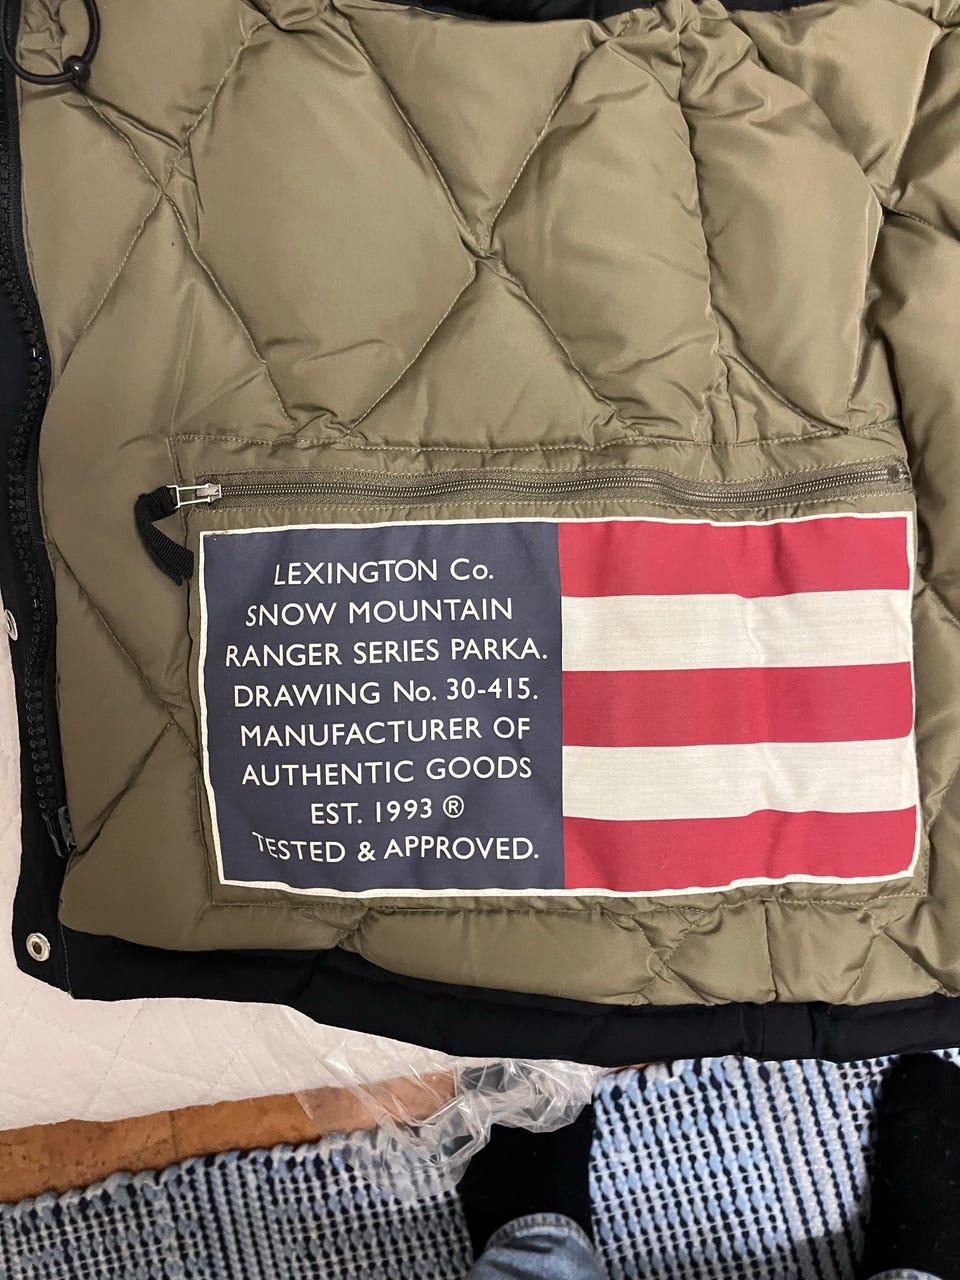 LEXINGTON Co.
SNOW MOUNTAIN
RANGER SERIES PARKA.
DRAWING No. 30-415.
MANUFACTURER OF
AUTHENTIC GOODS
EST. 1993 ®
TESTED & APPROVED.